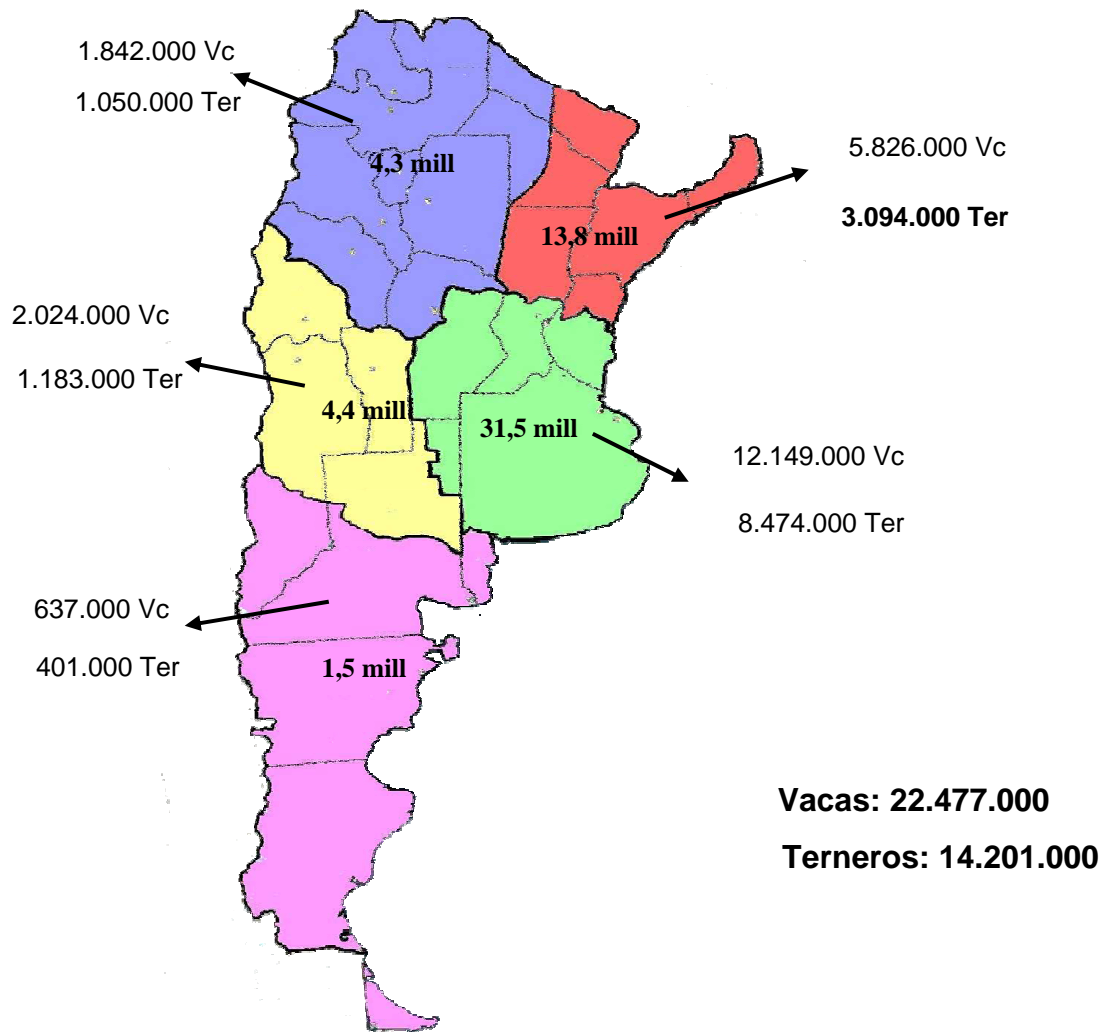 1.842.000 Vc
1.050.000 Ter
4,3 mill
5.826.000 Vc
3.094.000 Ter
13,8 mill
2.024.000 Vc
1.183.000 Ter
4,4 mill
31,5 mill
12.149.000 Vc
8.474.000 Ter
637.000 Vc
401.000 Ter
1,5 mill
Vacas: 22.477.000
Terneros: 14.201.000